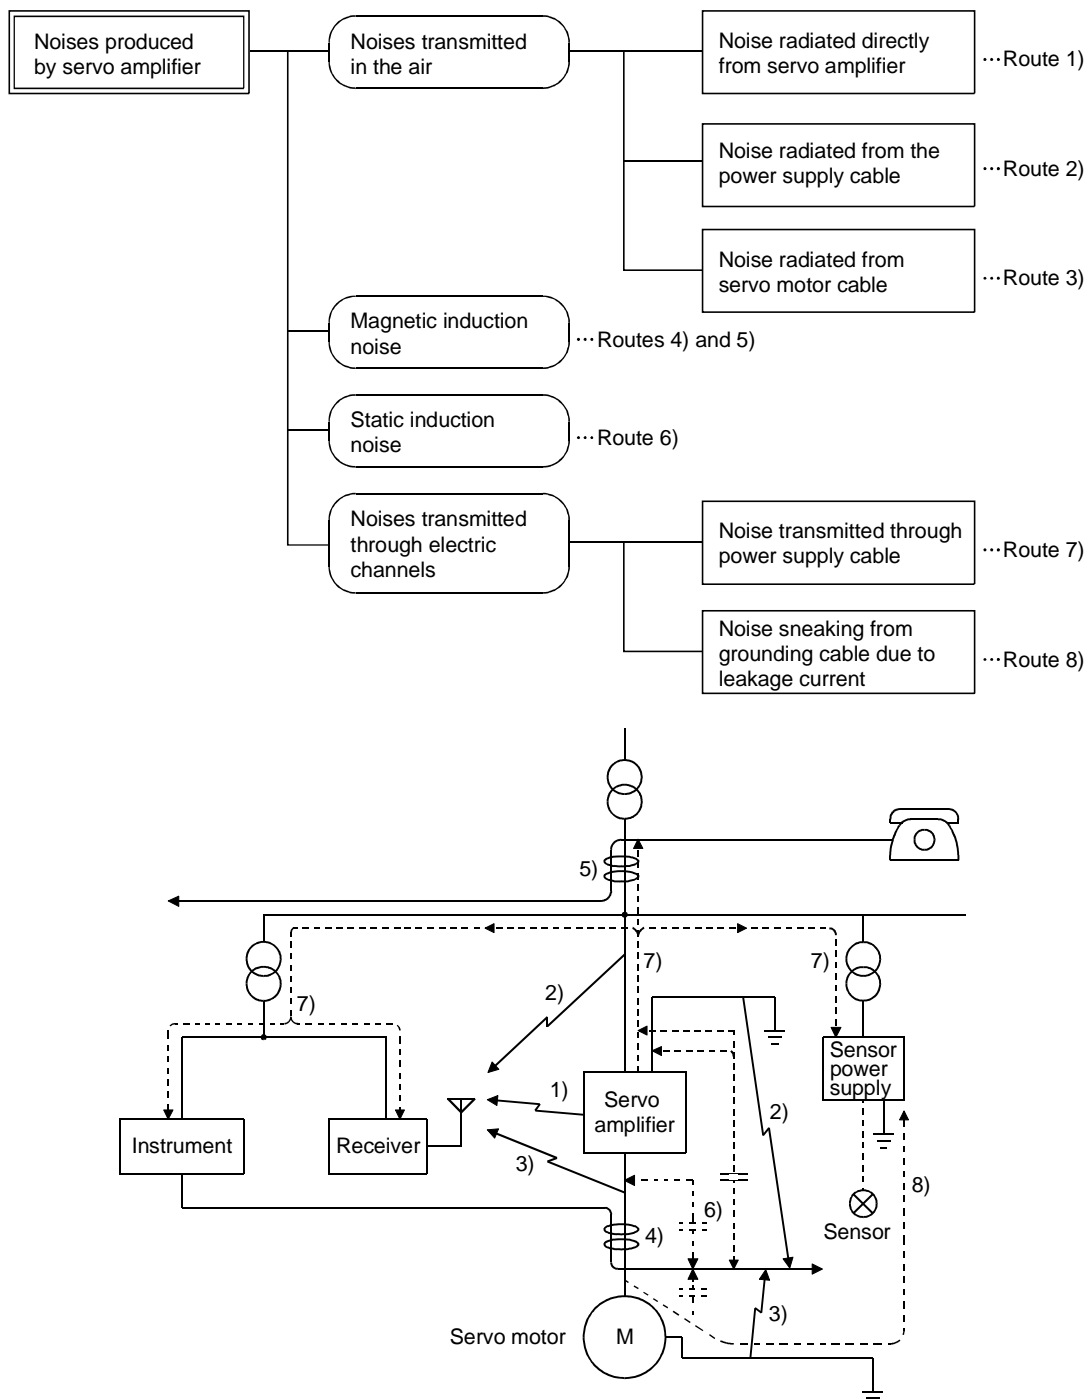 Noises produced
by servo amplifier
Noises transmitted
in the air
Noise radiated directly
from servo amplifier
···Route 1)
Noise radiated from the
power supply cable
···Route 2)
Noise radiated from
servo motor cable
···Route 3)
Magnetic induction
noise
···Routes 4) and 5)
Static induction
noise
···Route 6)
Noises transmitted
through electric
channels
Noise transmitted through
power supply cable
···Route 7)
Noise sneaking from
grounding cable due to
leakage current
···Route 8)
5)
7)
7)
2)
7)
Sensor
power
supply
1)
Servo
amplifier
2)
Instrument
Receiver
3)
8)
6)
Sensor
4)
3)
Servo motor
M